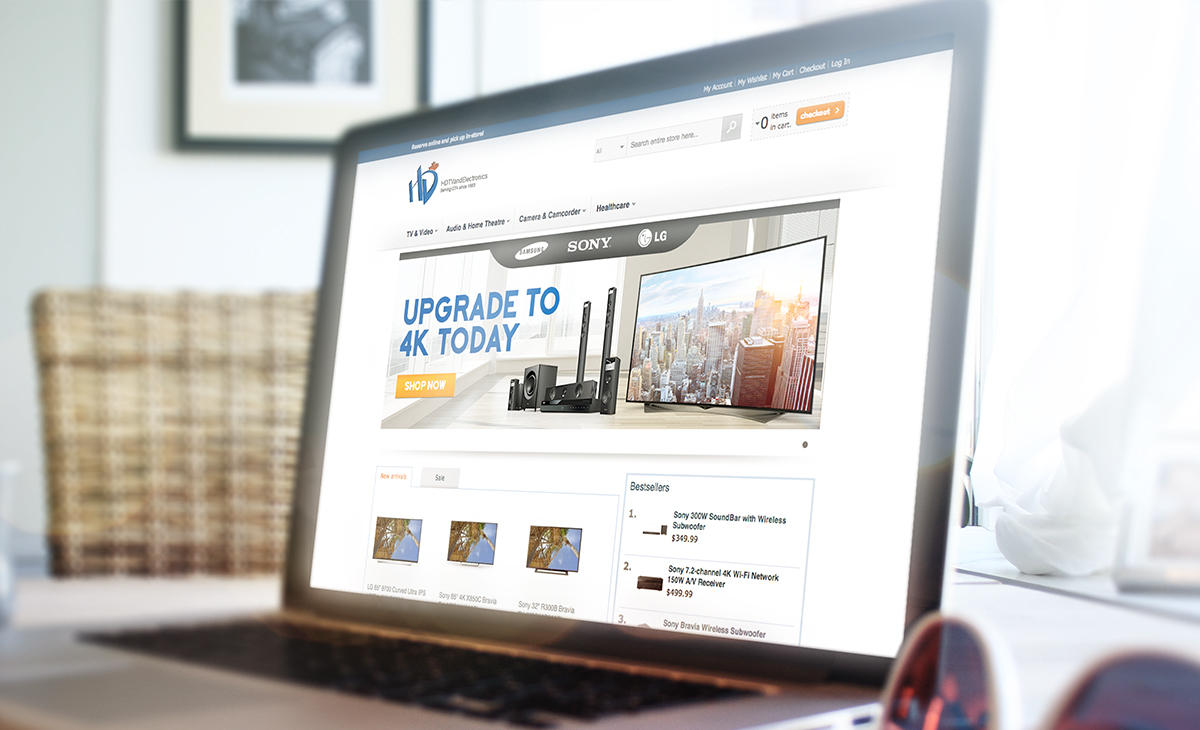 My Account | My Wishlist | My Cart | Checkout | Log In
Reserve online and pick up in-store!
All
Search entire store here...
0 items
in cart.
checkout >
HD
HDTVandElectronics
Serving GTA since 1983
TV & Video
Audio & Home Theatre
Camera & Camcorder
Healthcare
SAMSUNG
SONY
LG
UPGRADE TO
4K TODAY
SHOP NOW
New arrivals
Sale
Bestsellers
1.
Sony 300W SoundBar with Wireless
Subwoofer
$349.99
2.
Sony 7.2-channel 4K Wi-Fi Network
150W A/V Receiver
$499.99
3.
Sony Bravia Wireless Subwoofer
LG 65" 9700 Curved Ultra IPS
Sony 65" 4K X850C Bravia
Sony 32" R300B Bravia